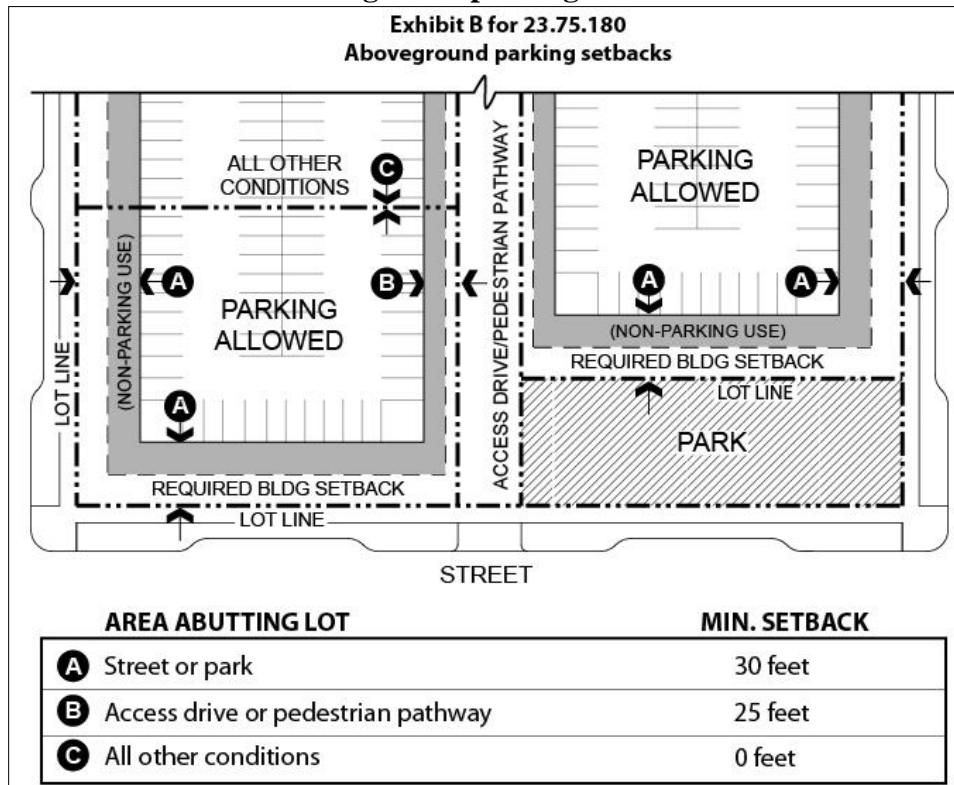 Exhibit B for 23.75.180
Aboveground parking setbacks
ALL OTHER
CONDITIONS
C
PARKING
ALLOWED
ACCESS DRIVE/PEDESTRIAN PATHWAY
(NON-PARKING USE)
A
B
A
A
PARKING
ALLOWED
(NON-PARKING USE)
REQUIRED BLDG SETBACK
LOT LINE
LOT LINE
A
PARK
REQUIRED BLDG SETBACK
LOT LINE
STREET
AREA ABUTTING LOT MIN. SETBACK
A Street or park 30 feet
B Access drive or pedestrian pathway 25 feet
C All other conditions 0 feet